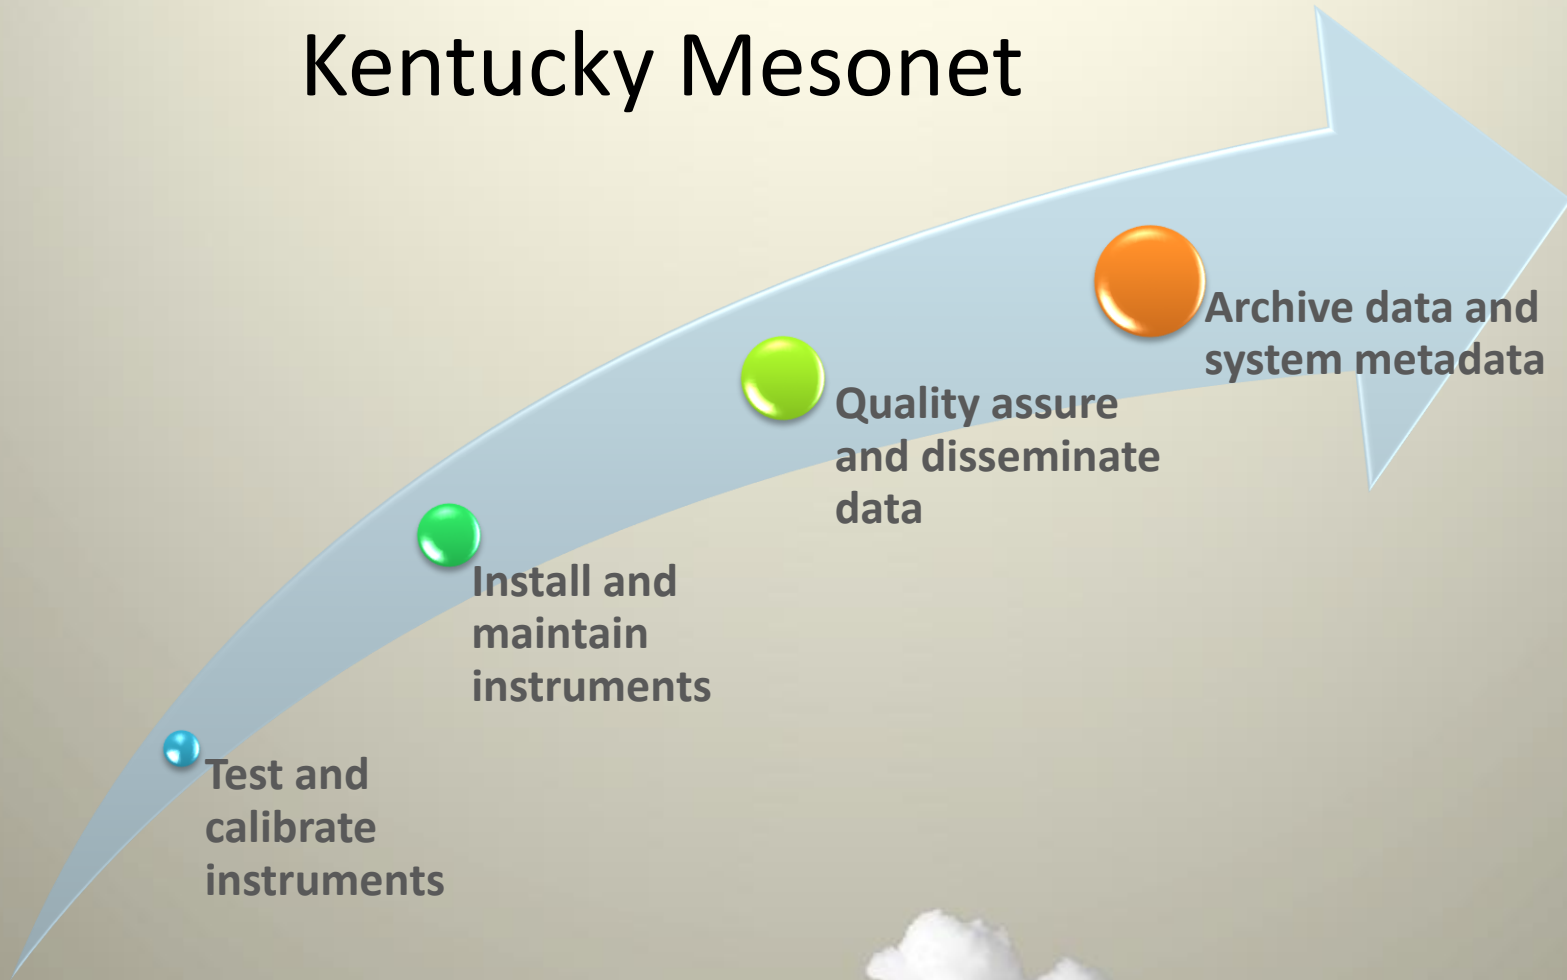 Kentucky Mesonet
Archive data and
system metadata
Quality assure
and disseminate
data
Install and
maintain
instruments
Test and
calibrate
instruments